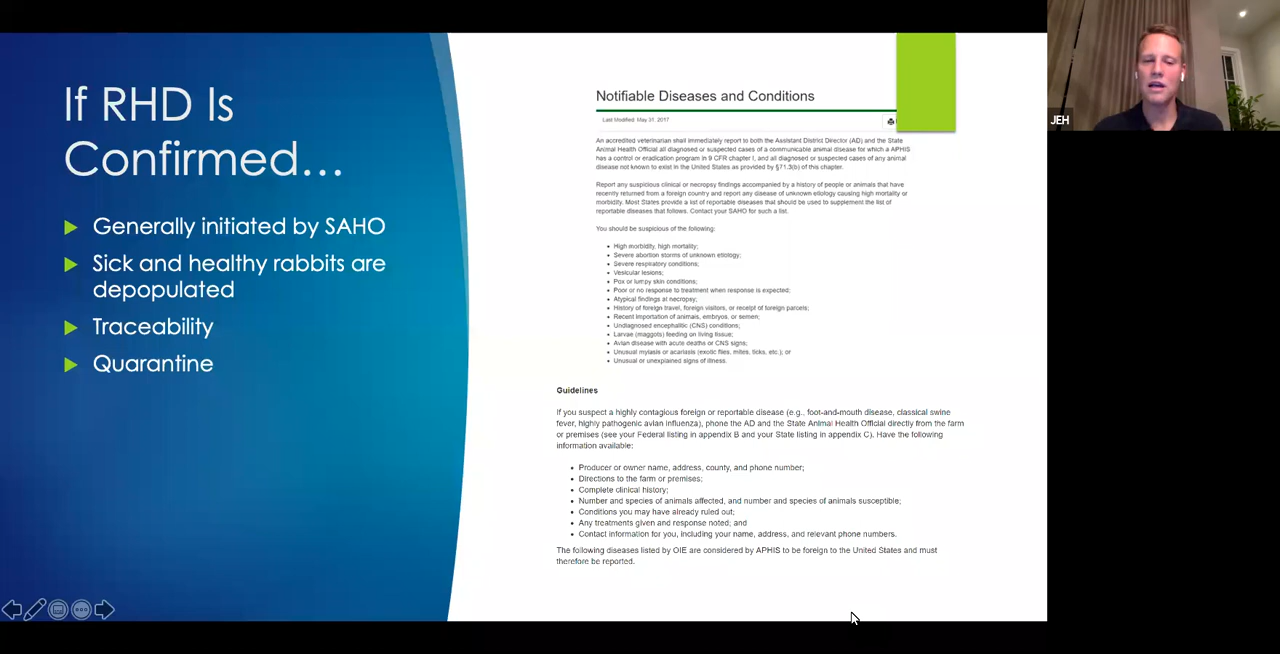 If RHD Is
Confirmed...
Generally initiated by SAHO
Sick and healthy rabbits are
depopulated
Traceability
Quarantine
Notifiable Diseases and Conditions
Last Modified: May 31, 2017
An accredited veterinarian shall immediately report to both the Assistant District Director (AD) and the State
Animal Health Official all diagnosed or suspected cases of a communicable animal disease for which a APHIS
has a control or eradication program in 9 CFR chapter I, and all diagnosed or suspected cases of any animal
disease not known to exist in the United States as provided by §71.3(b) of this chapter.
Report any suspicious clinical or necropsy findings accompanied by a history of people or animals that have
recently returned from a foreign country and report any disease of unknown etiology causing high mortality or
morbidity. Most States provide a list of reportable diseases that should be used to supplement the list of
reportable diseases that follows. Contact your SAHO for such a list.
You should be suspicious of the following:
High morbidity, high mortality;
Severe abortion storms of unknown etiology;
Severe respiratory conditions;
Vesicular lesions;
Pox or lumpy skin conditions;
Poor or no response to treatment when response is expected;
Atypical findings at necropsy;
History of foreign travel, foreign visitors, or receipt of foreign parcels;
Recent importation of animals, embryos, or semen;
Undiagnosed encephalitic (CNS) conditions;
Larvae (maggots) feeding on living tissue;
Avian disease with acute deaths or CNS signs;
Unusual myiasis or acariasis (exotic flies, mites, ticks, etc.); or
Unusual or unexplained signs of illness.
Guidelines
If you suspect a highly contagious foreign or reportable disease (e.g., foot-and-mouth disease, classical swine
fever, highly pathogenic avian influenza), phone the AD and the State Animal Health Official directly from the farm
or premises (see your Federal listing in appendix B and your State listing in appendix C). Have the following
information available:
Producer or owner name, address, county, and phone number;
Directions to the farm or premises;
Complete clinical history;
Number and species of animals affected, and number and species of animals susceptible;
Conditions you may have already ruled out;
Any treatments given and response noted; and
Contact information for you, including your name, address, and relevant phone numbers.
The following diseases listed by OIE are considered by APHIS to be foreign to the United States and must
therefore be reported.
JEH